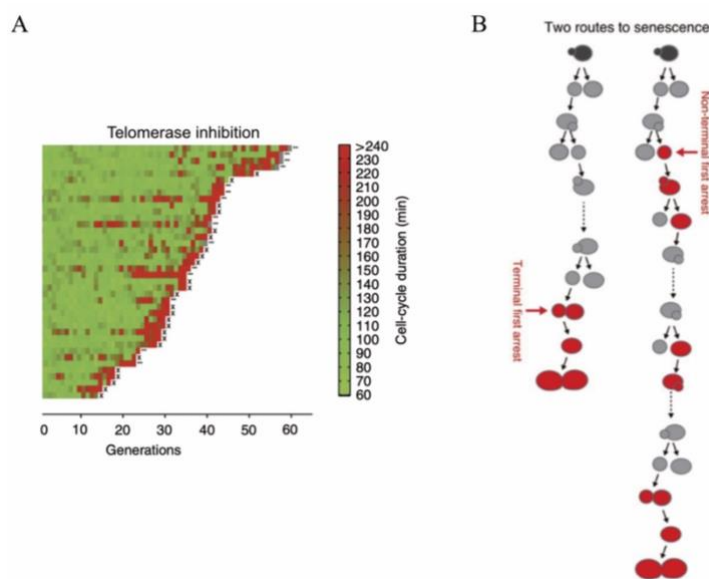 A
B
Two routes to senescence
Telomerase inhibition
>240
230
220
210
200
190
180
170
160
150
140
130
120
110
100
90
80
70
60
Cell-cycle duration (min)
0 10 20 30 40 50 60
Generations
Non-terminal first arrest
Terminal first arrest